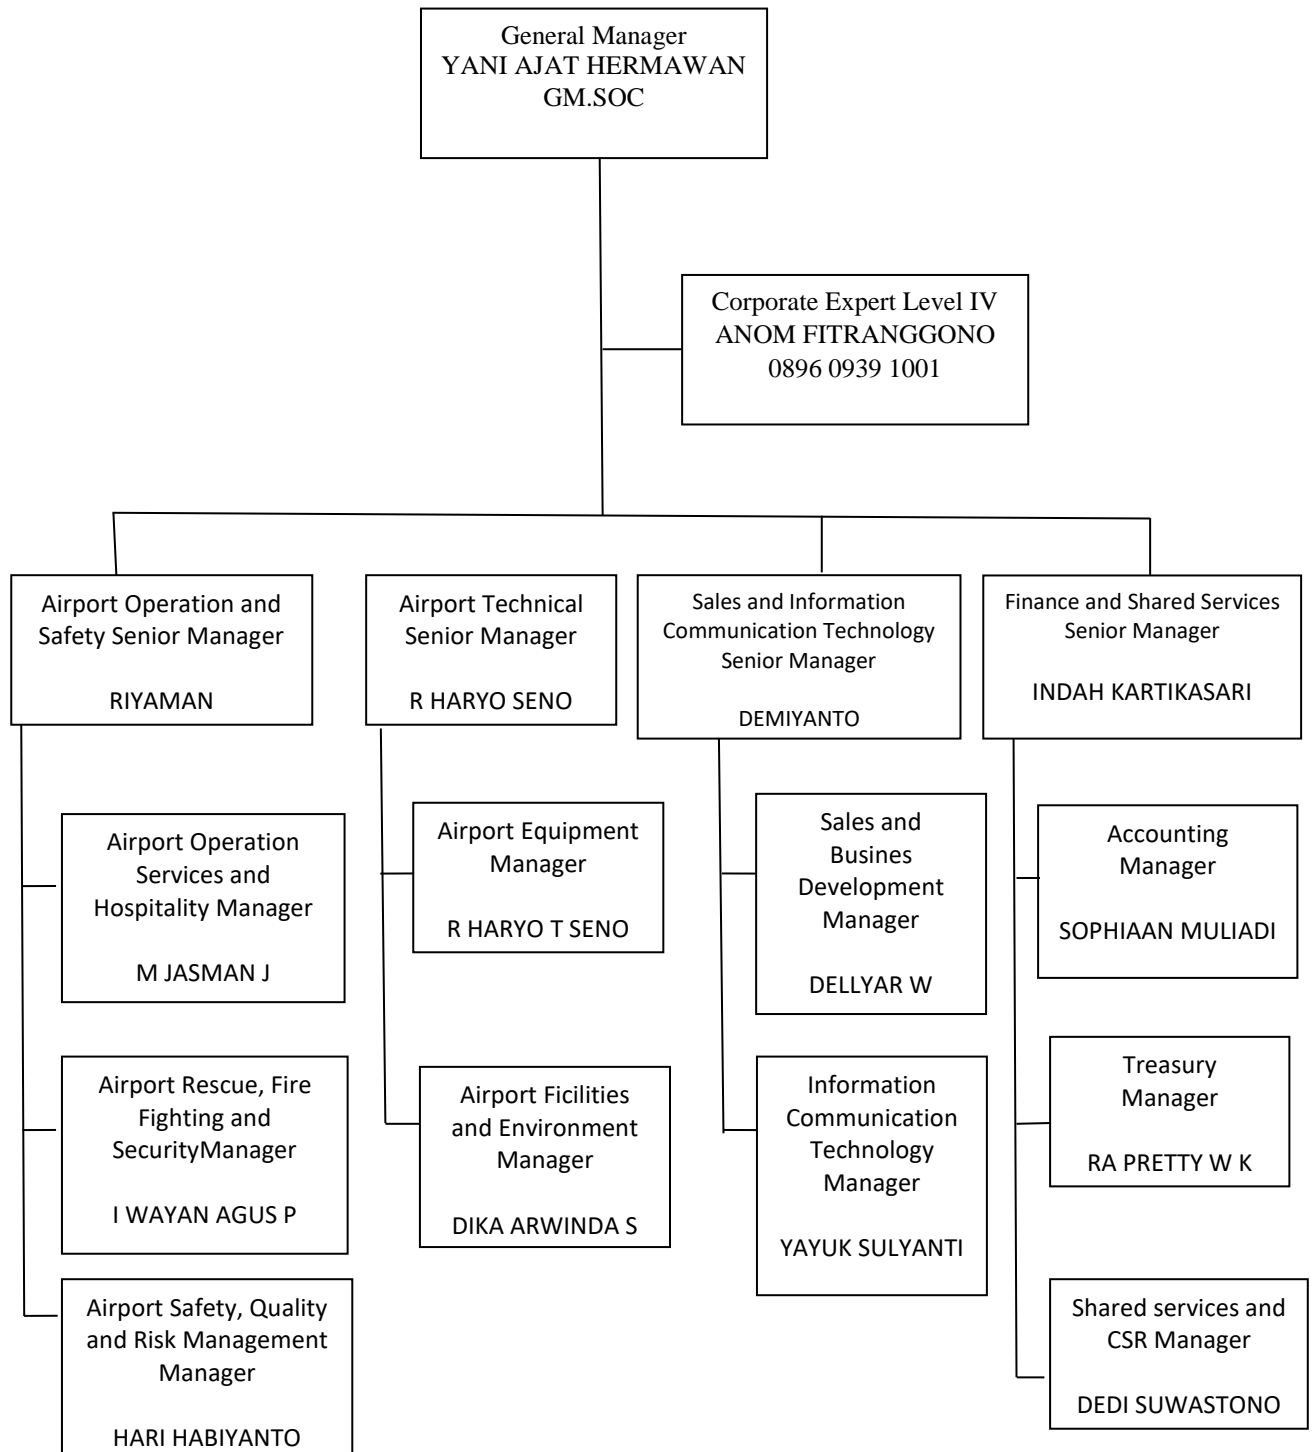 General Manager
YANI AJAT HERMAWAN
GM.SOC
Corporate Expert Level IV
ANOM FITRANGGONO
0896 0939 1001
Airport Operation and
Safety Senior Manager
RIYAMAN
Airport Technical
Senior Manager
R HARYO SENO
Sales and Information
Communication Technology
Senior Manager
DEMIYANTO
Finance and Shared Services
Senior Manager
INDAH KARTIKASARI
Airport Operation
Services and
Hospitality Manager
M JASMAN J
Airport Equipment
Manager
R HARYO T SENO
Sales and
Busines
Development
Manager
DELLYAR W
Accounting
Manager
SOPHIAAN MULIADI
Airport Rescue, Fire
Fighting and
SecurityManager
I WAYAN AGUS P
Airport Ficilities
and Environment
Manager
DIKA ARWINDA S
Information
Communication
Technology
Manager
YAYUK SULYANTI
Treasury
Manager
RA PRETTY W K
Airport Safety, Quality
and Risk Management
Manager
HARI HABIYANTO
Shared services and
CSR Manager
DEDI SUWASTONO